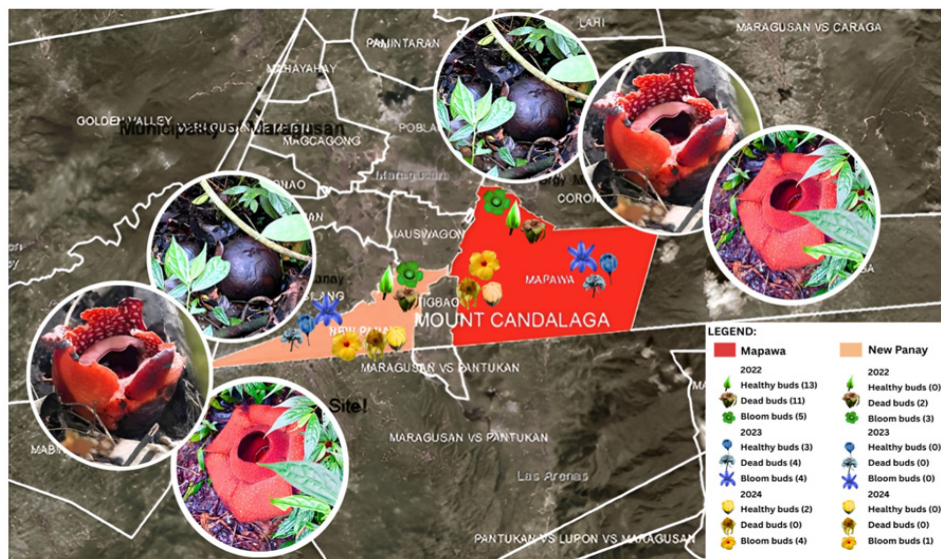 LAHI
MARAGUSAN VS CARAGA
PAMINTARAN
MAHAYAHAY
GOLDEN VALLEY
Municipality
Maragusan
MAGCAGONG
POBLA
Maragusan
CORON
MAUSWAGON
MAPAWA
TIGBAO
NEW PANAY
MOUNT CANDALAGA
MARAGUSAN VS PANTUKAN
Site!
MARAGUSAN VS PANTUKAN
MABIN
Las Arenas
PANTUKAN VS LUPON VS MARAGUSAN
LEGEND:
Mapawa
2022
Healthy buds (13)
Dead buds (11)
Bloom buds (5)
2023
Healthy buds (3)
Dead buds (4)
Bloom buds (4)
2024
Healthy buds (2)
Dead buds (0)
Bloom buds (4)
New Panay
2022
Healthy buds (0)
Dead buds (2)
Bloom buds (3)
2023
Healthy buds (0)
Dead buds (0)
Bloom buds (0)
2024
Healthy buds (0)
Dead buds (0)
Bloom buds (1)